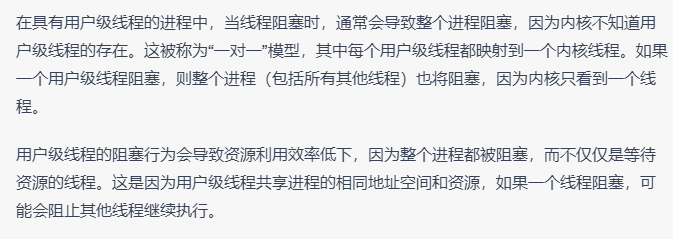 在具有用户级线程的进程中，当线程阻塞时，通常会导致整个进程阻塞，因为内核不知道用
户级线程的存在。这被称为“一对一”模型，其中每个用户级线程都映射到一个内核线程。如果
一个用户级线程阻塞，则整个进程（包括所有其他线程）也将阻塞，因为内核只看到一个线
程。
用户级线程的阻塞行为会导致资源利用效率低下，因为整个进程都被阻塞，而不仅仅是等待
资源的线程。这是因为用户级线程共享进程的相同地址空间和资源，如果一个线程阻塞，可
能会阻止其他线程继续执行。